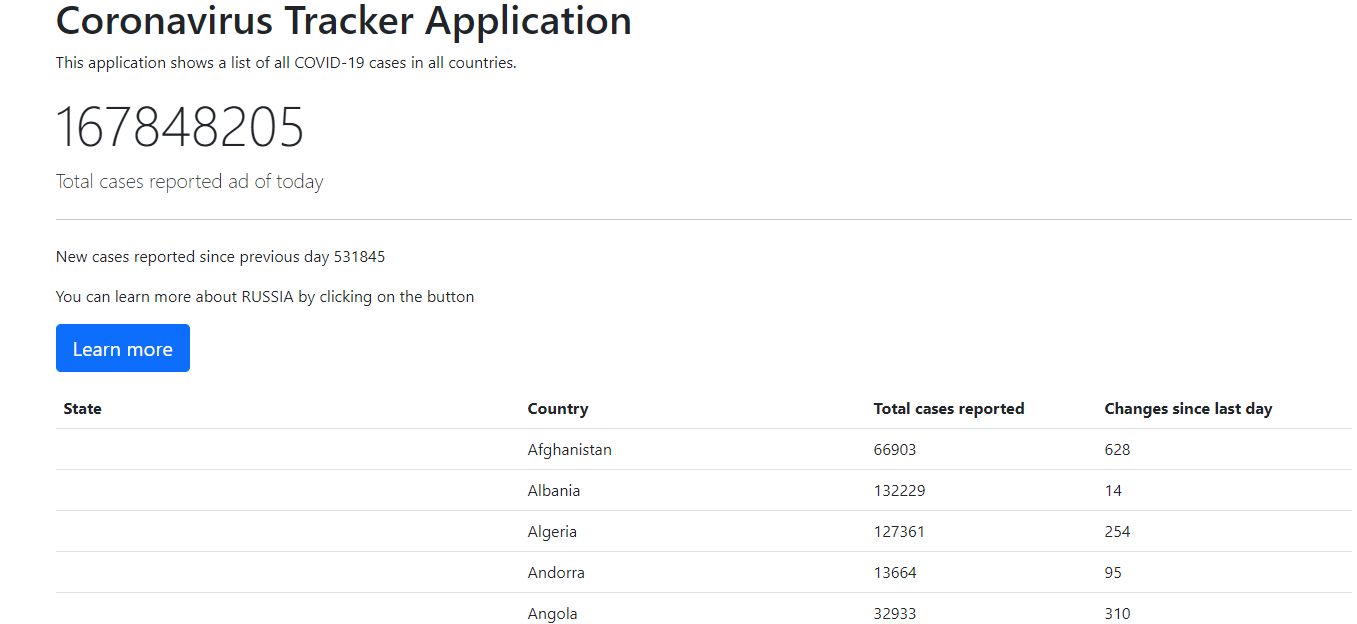 Coronavirus Tracker Application
This application shows a list of all COVID-19 cases in all countries.
167848205
Total cases reported ad of today
New cases reported since previous day 531845
You can learn more about RUSSIA by clicking on the button
Learn more
State Country Total cases reported Changes since last day
Afghanistan 66903 628
Albania 132229 14
Algeria 127361 254
Andorra 13664 95
Angola 32933 310